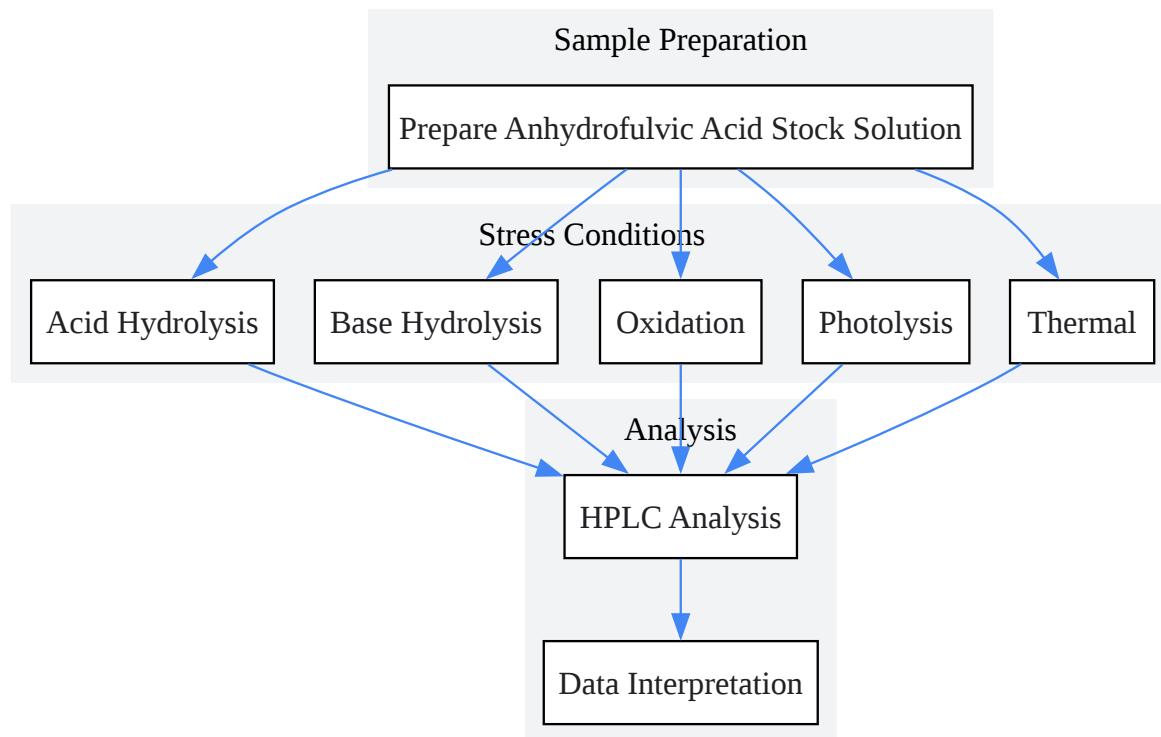 Sample Preparation
Prepare Anhydrofulvic Acid Stock Solution
Stress Conditions
Acid Hydrolysis
Base Hydrolysis
Oxidation
Photolysis
Thermal
Analysis
HPLC Analysis
Data Interpretation